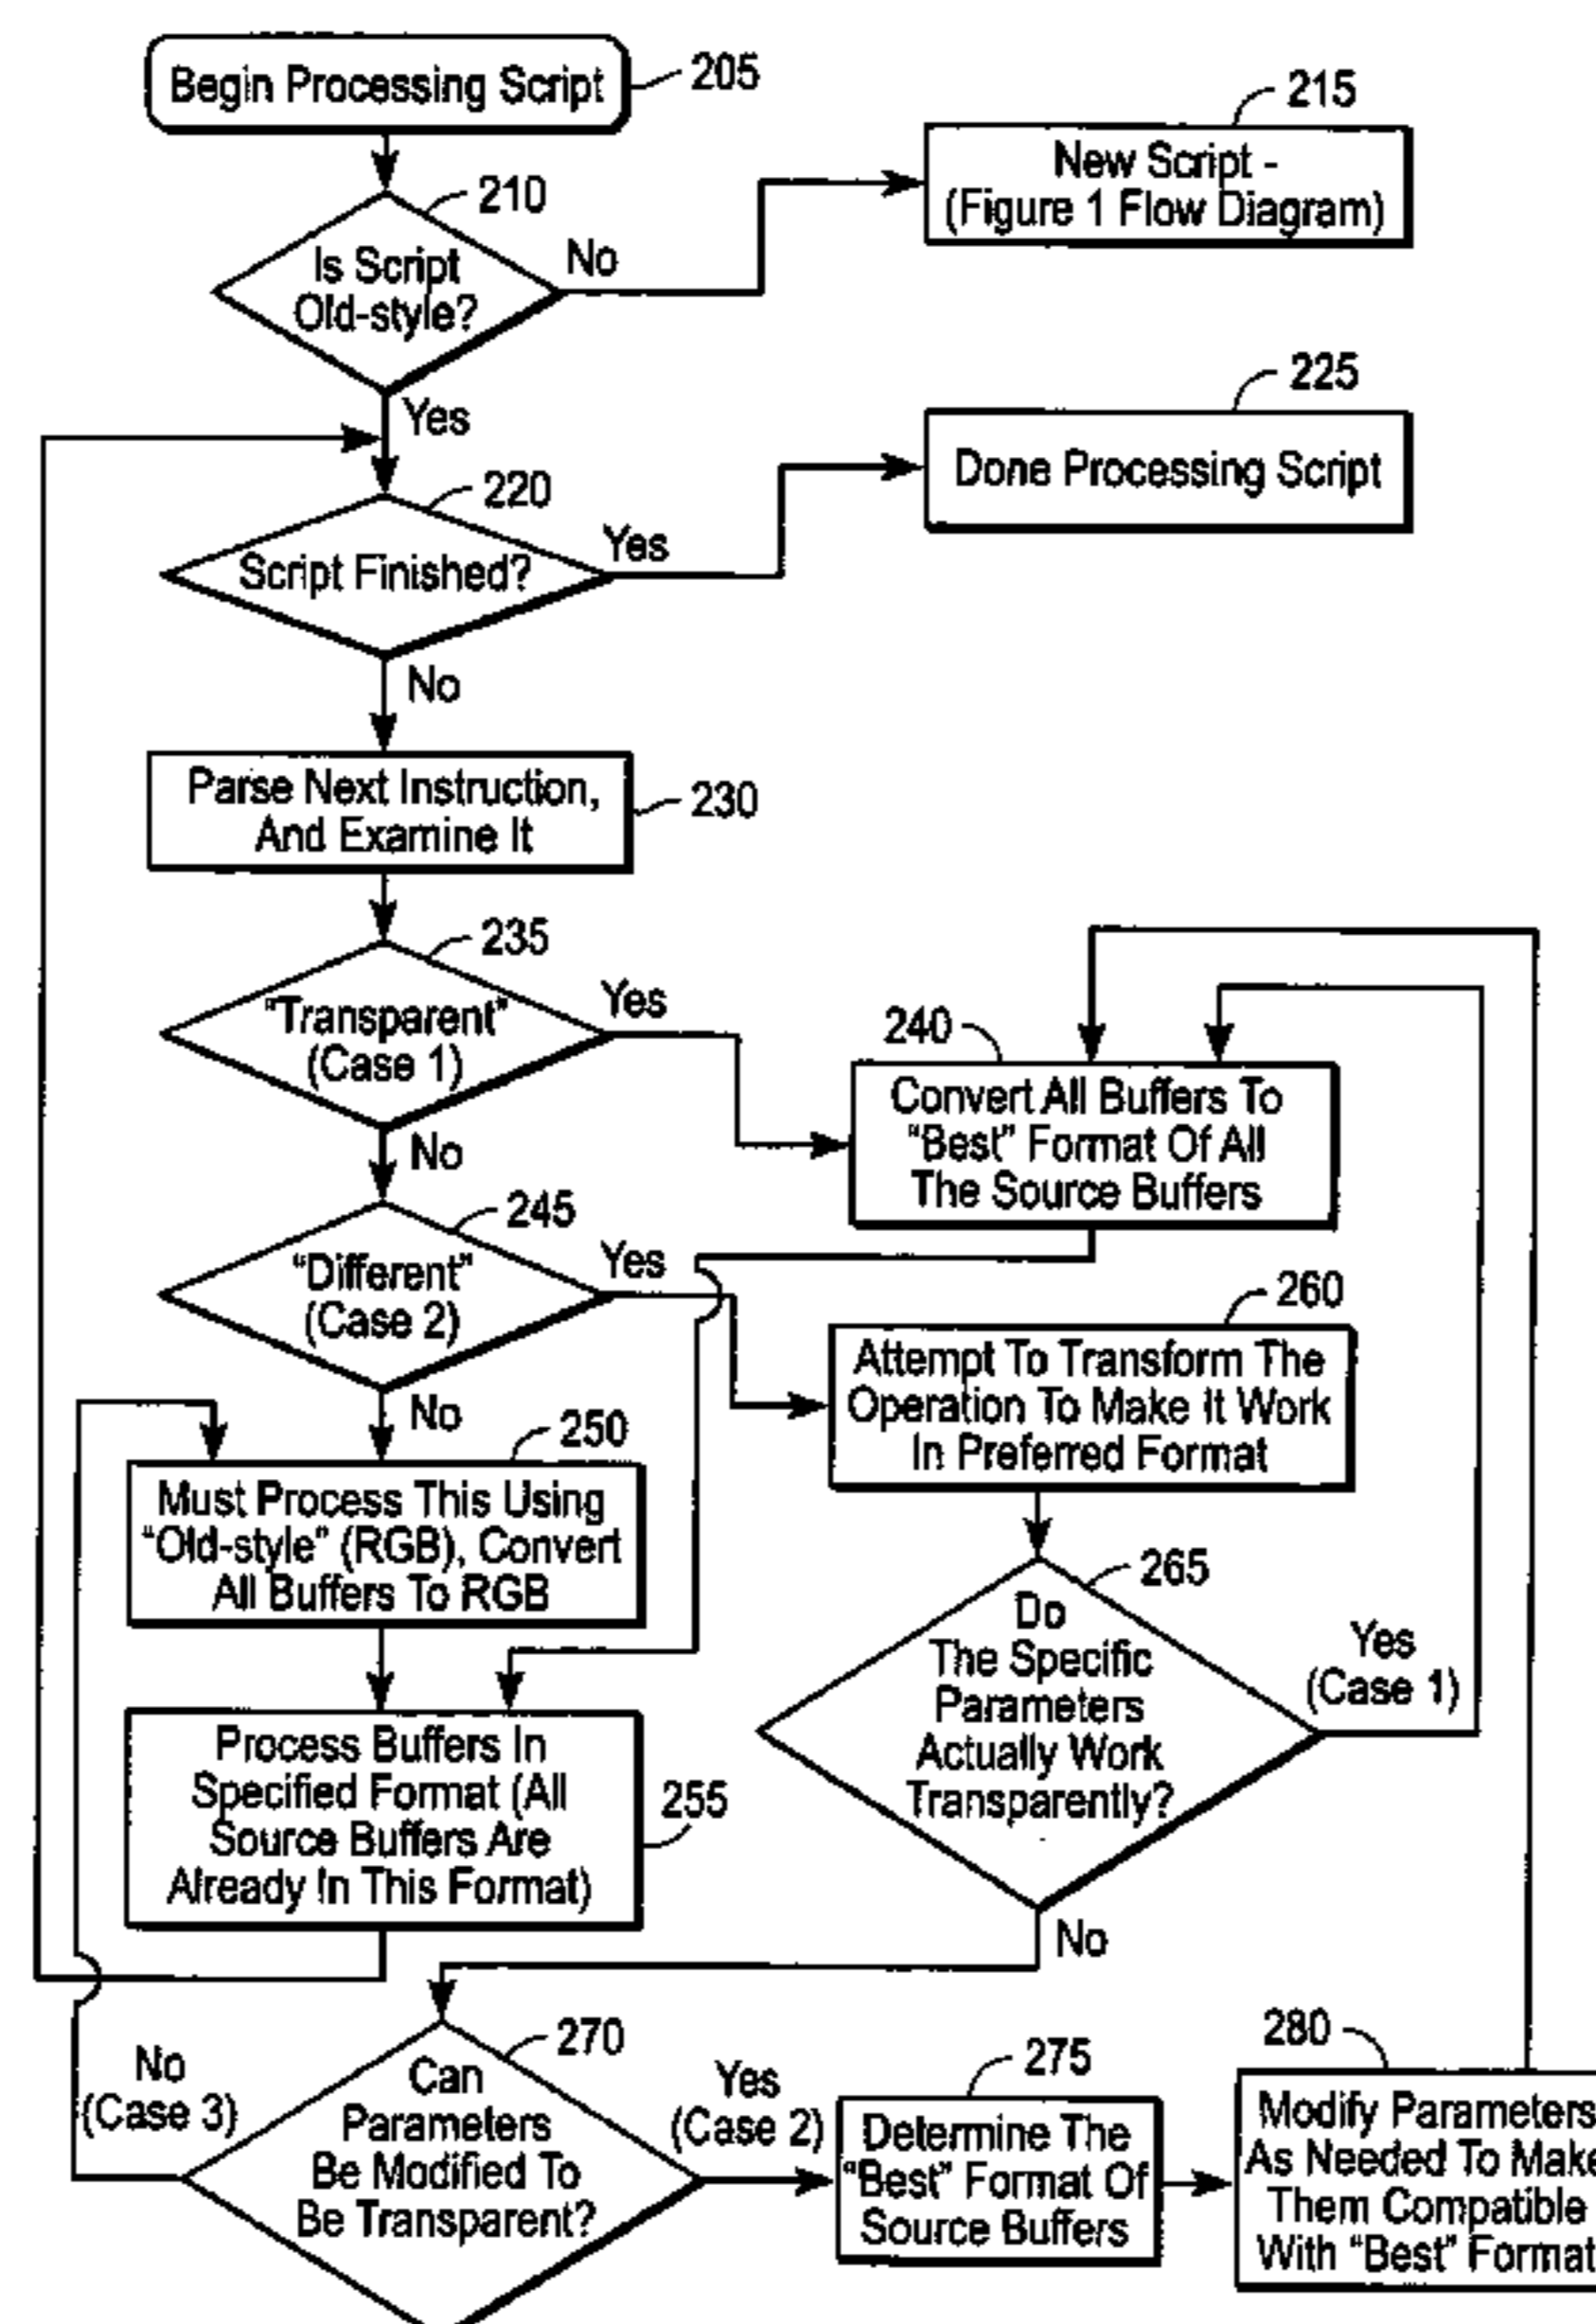 Begin Processing Script
205
215
New Script -
(Figure 1 Flow Diagram)
210
Is Script
Old-style?
No
Yes
225
Done Processing Script
220
Script Finished?
Yes
No
Parse Next Instruction,
And Examine It
230
235
"Transparent"
(Case 1)
Yes
No
240
Convert All Buffers To
"Best" Format Of All
The Source Buffers
245
"Different"
(Case 2)
Yes
No
260
Attempt To Transform The
Operation To Make It Work
In Preferred Format
250
Must Process This Using
"Old-style" (RGB), Convert
All Buffers To RGB
265
Do
The Specific
Parameters
Actually Work
Transparently?
Yes
(Case 1)
No
Process Buffers In
Specified Format (All
Source Buffers Are
Already In This Format)
255
270
Can
Parameters
Be Modified To
Be Transparent?
No
(Case 3)
Yes
(Case 2)
275
Determine The
"Best" Format Of
Source Buffers
280
Modify Parameters
As Needed To Make
Them Compatible
With "Best" Format